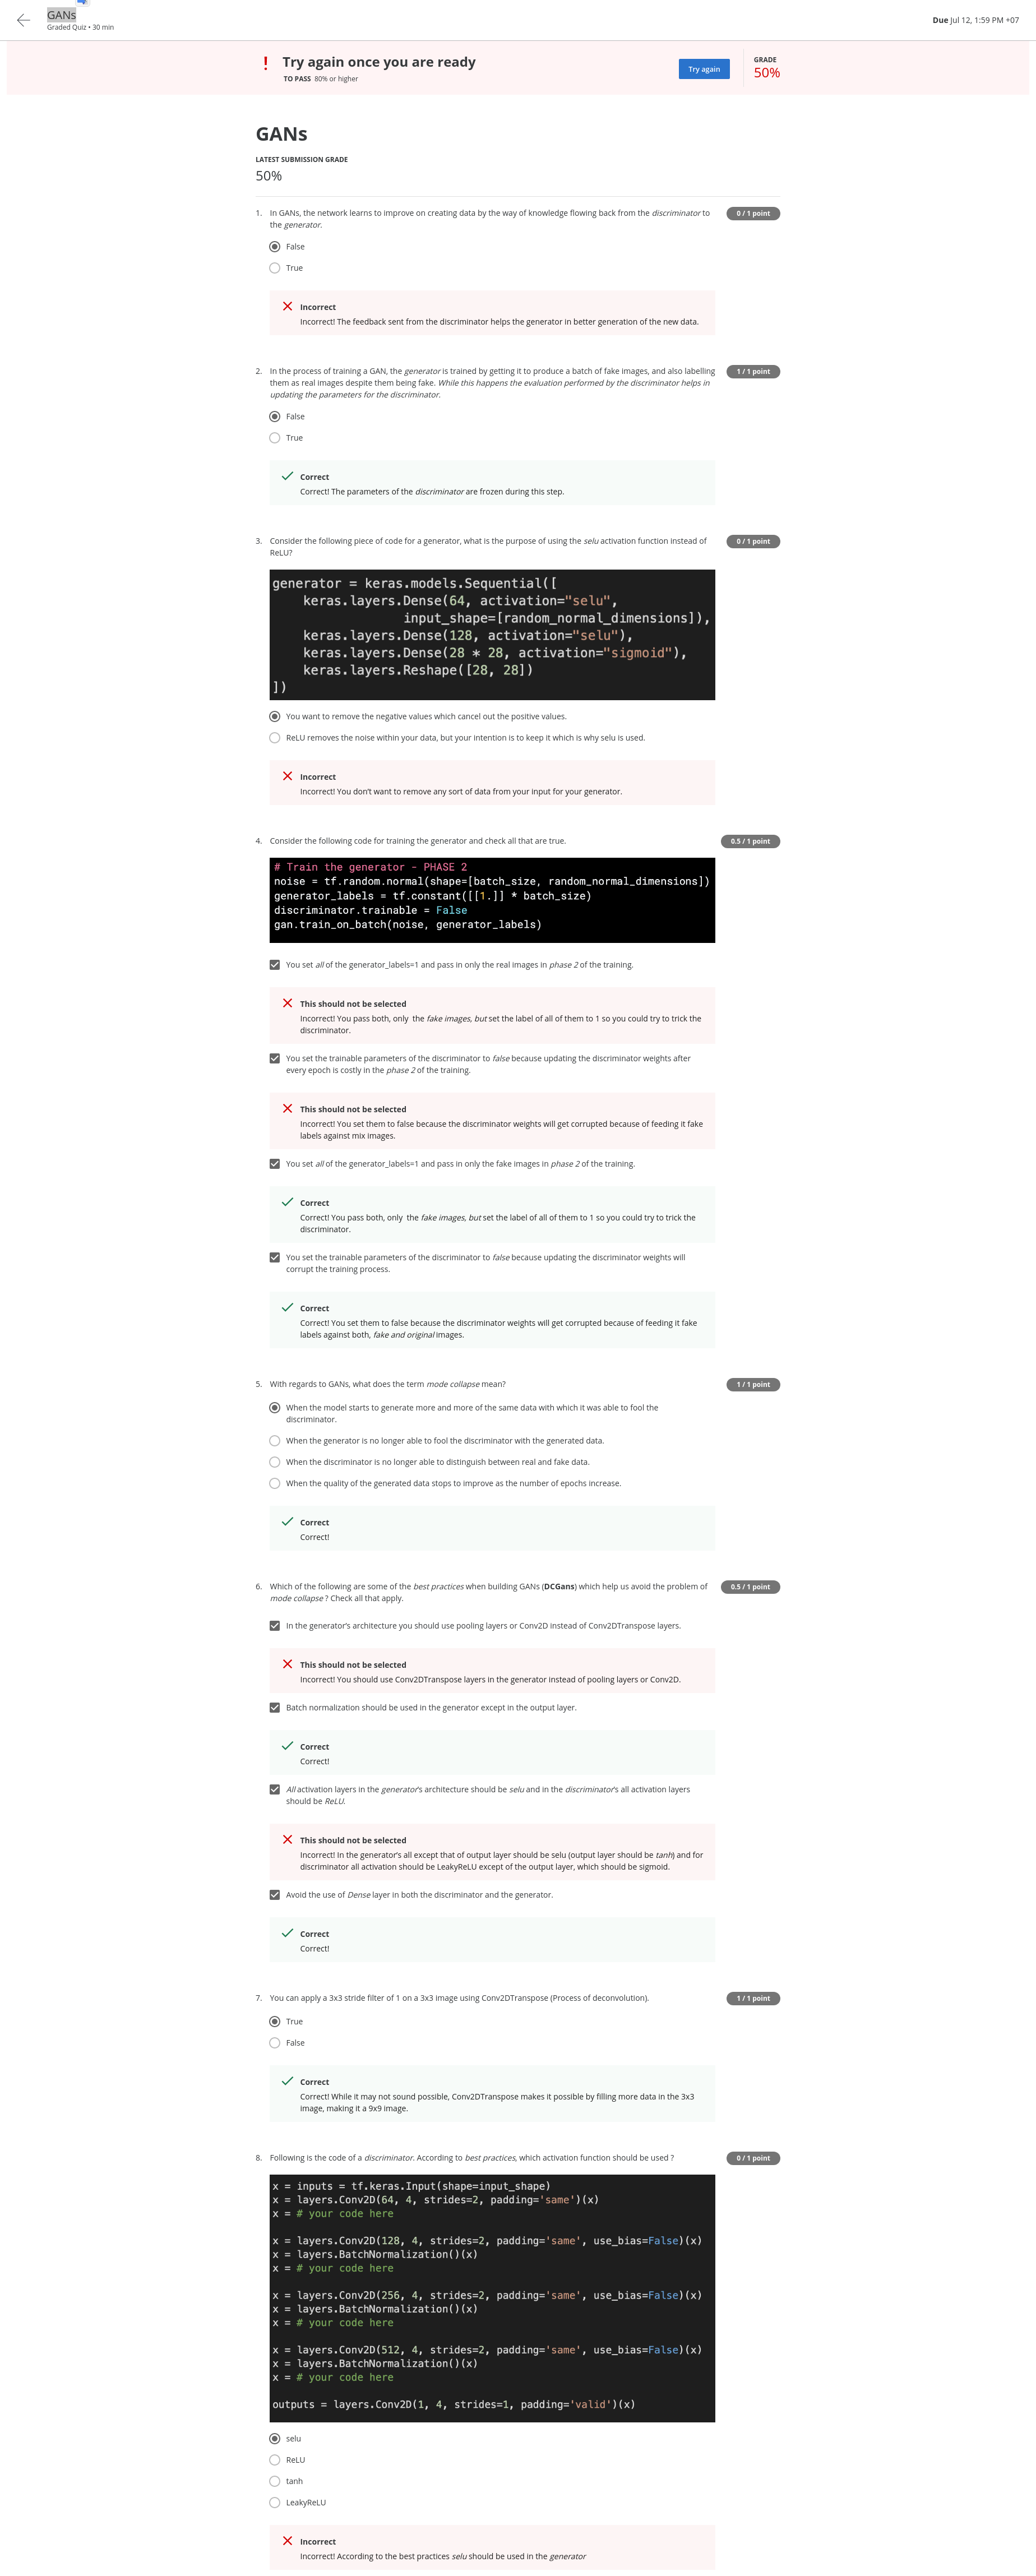 GANs
Graded Quiz • 30 min
Due Jul 12, 1:59 PM +07
! Try again once you are ready
TO PASS 80% or higher
Try again
GRADE
50%
GANs
LATEST SUBMISSION GRADE
50%
1. In GANs, the network learns to improve on creating data by the way of knowledge flowing back from the discriminator to
the generator.
0 / 1 point
False
True
Incorrect
Incorrect! The feedback sent from the discriminator helps the generator in better generation of the new data.
2. In the process of training a GAN, the generator is trained by getting it to produce a batch of fake images, and also labelling
them as real images despite them being fake. While this happens the evaluation performed by the discriminator helps in
updating the parameters for the discriminator.
1 / 1 point
False
True
Correct
Correct! The parameters of the discriminator are frozen during this step.
3. Consider the following piece of code for a generator, what is the purpose of using the selu activation function instead of
ReLU?
0 / 1 point
generator = keras.models.Sequential([
keras.layers.Dense(64, activation="selu",
input_shape=[random_normal_dimensions]),
keras.layers.Dense(128, activation="selu"),
keras.layers.Dense(28 * 28, activation="sigmoid"),
keras.layers.Reshape([28, 28])
])
You want to remove the negative values which cancel out the positive values.
ReLU removes the noise within your data, but your intention is to keep it which is why selu is used.
Incorrect
Incorrect! You don't want to remove any sort of data from your input for your generator.
4. Consider the following code for training the generator and check all that are true.
0.5 / 1 point
# Train the generator - PHASE 2
noise = tf.random.normal(shape=[batch_size, random_normal_dimensions])
generator_labels = tf.constant([[1.]] * batch_size)
discriminator.trainable = False
gan.train_on_batch(noise, generator_labels)
You set all of the generator_labels=1 and pass in only the real images in phase 2 of the training.
This should not be selected
Incorrect! You pass both, only the fake images, but set the label of all of them to 1 so you could try to trick the
discriminator.
You set the trainable parameters of the discriminator to false because updating the discriminator weights after
every epoch is costly in the phase 2 of the training.
This should not be selected
Incorrect! You set them to false because the discriminator weights will get corrupted because of feeding it fake
labels against mix images.
You set all of the generator_labels=1 and pass in only the fake images in phase 2 of the training.
Correct
Correct! You pass both, only the fake images, but set the label of all of them to 1 so you could try to trick the
discriminator.
You set the trainable parameters of the discriminator to false because updating the discriminator weights will
corrupt the training process.
Correct
Correct! You set them to false because the discriminator weights will get corrupted because of feeding it fake
labels against both, fake and original images.
5. With regards to GANs, what does the term mode collapse mean?
1 / 1 point
When the model starts to generate more and more of the same data with which it was able to fool the
discriminator.
When the generator is no longer able to fool the discriminator with the generated data.
When the discriminator is no longer able to distinguish between real and fake data.
When the quality of the generated data stops to improve as the number of epochs increase.
Correct
Correct!
6. Which of the following are some of the best practices when building GANs (DCGans) which help us avoid the problem of
mode collapse ? Check all that apply.
0.5 / 1 point
In the generator's architecture you should use pooling layers or Conv2D instead of Conv2DTranspose layers.
This should not be selected
Incorrect! You should use Conv2DTranspose layers in the generator instead of pooling layers or Conv2D.
Batch normalization should be used in the generator except in the output layer.
Correct
Correct!
All activation layers in the generator's architecture should be selu and in the discriminator's all activation layers
should be ReLU.
This should not be selected
Incorrect: In the generator's all except that of output layer should be selu (output layer should be tanh) and for
discriminator all activation should be LeakyReLU except of the output layer, which should be sigmoid.
Avoid the use of Dense layer in both the discriminator and the generator.
Correct
Correct!
7. You can apply a 3x3 stride filter of 1 on a 3x3 image using Conv2DTranspose (Process of deconvolution).
1 / 1 point
True
False
Correct
Correct! While it may not sound possible, Conv2DTranspose makes it possible by filling more data in the 3x3
image, making it a 9x9 image.
8. Following is the code of a discriminator. According to best practices, which activation function should be used ?
0 / 1 point
x = inputs = tf.keras.Input(shape=input_shape)
x = layers.Conv2D(64, 4, strides=2, padding='same')(x)
x = # your code here
x = layers.Conv2D(128, 4, strides=2, padding='same', use_bias=False)(x)
x = layers.BatchNormalization()(x)
x = # your code here
x = layers.Conv2D(256, 4, strides=2, padding='same', use_bias=False)(x)
x = layers.BatchNormalization()(x)
x = # your code here
x = layers.Conv2D(512, 4, strides=2, padding='same', use_bias=False)(x)
x = layers.BatchNormalization()(x)
x = # your code here
outputs = layers.Conv2D(1, 4, strides=1, padding='valid')(x)
selu
ReLU
tanh
LeakyReLU
Incorrect
Incorrect! According to the best practices selu should be used in the generator